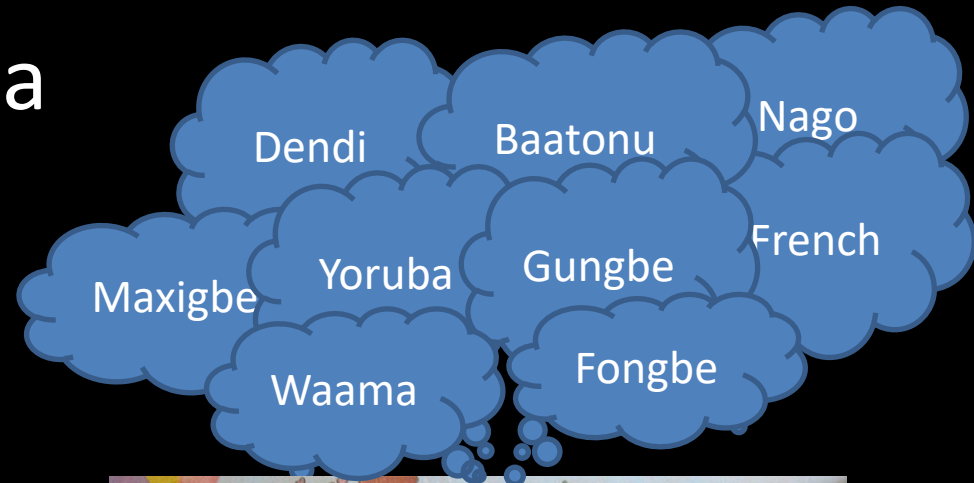 a
Nago
Baatonu
Dendi
French
Gungbe
Yoruba
Maxigbe
Fongbe
Waama